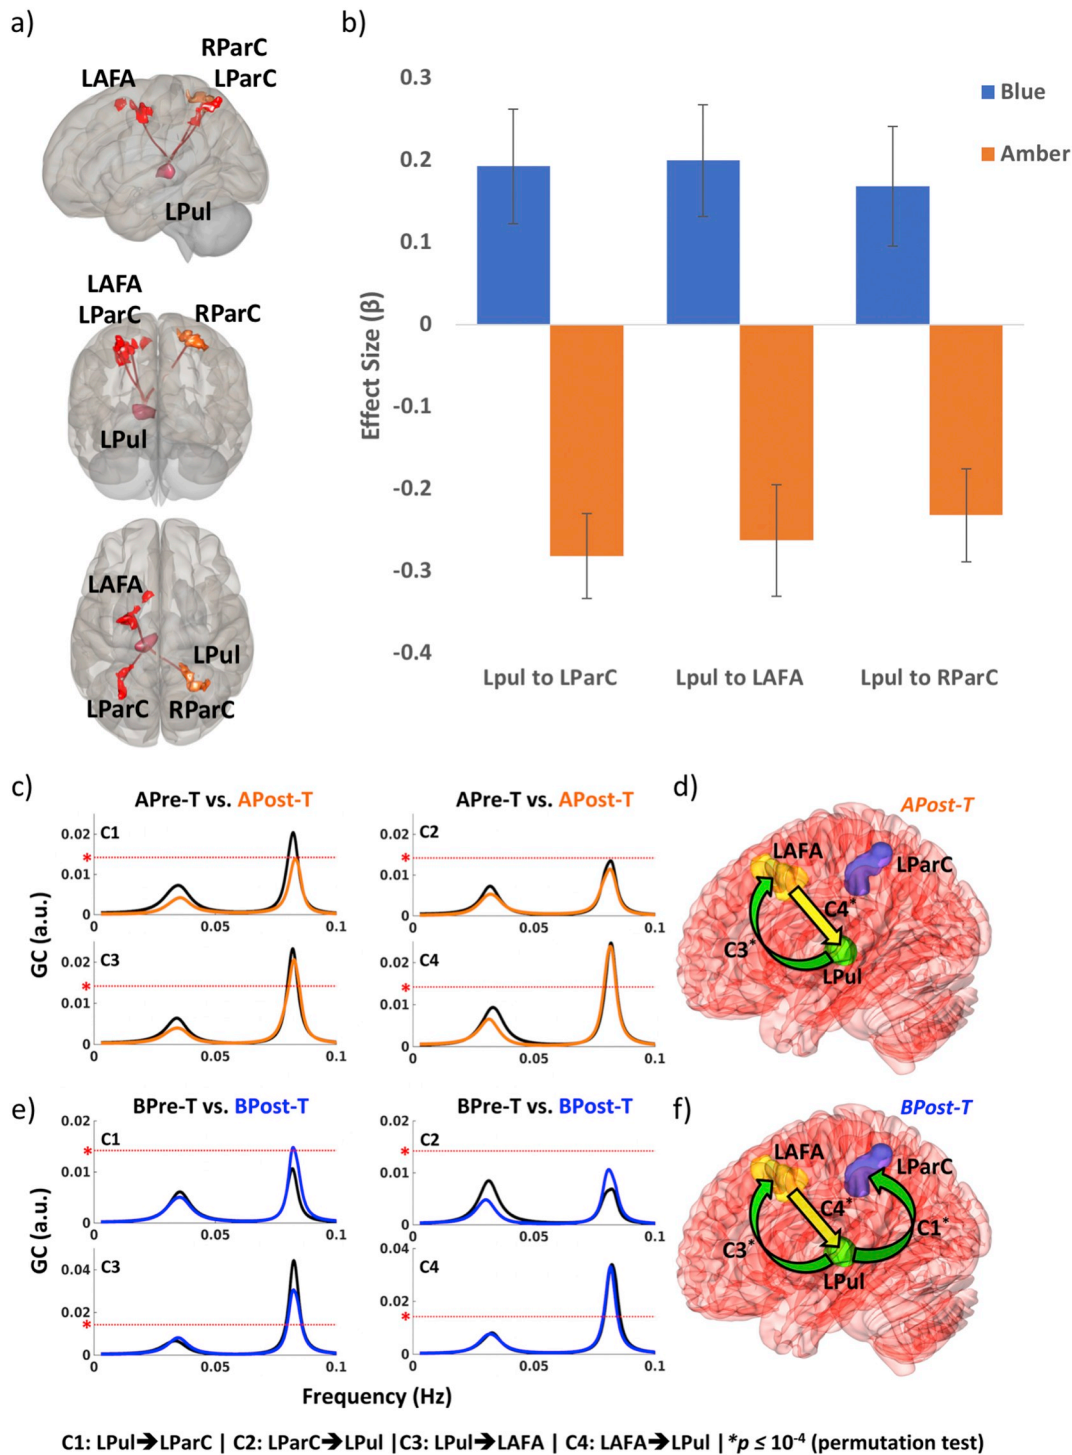 a)
RParC
LAFA LParC
LPul
LAFA
LParC RParC
LPul
LAFA
LPul
LParC RParC
b)
Blue
Amber
Effect Size (β)
0.3
0.2
0.1
0
-0.1
-0.2
-0.3
-0.4
Lpul to LParC Lpul to LAFA Lpul to RParC
c)
APre-T vs. APost-T
C1
0.02
*
0.01
0
0 0.05 0.1
APre-T vs. APost-T
C2
0.02
*
0.01
0
0 0.05 0.1
GC (a.u.)
C3
0.02
*
0.01
0
0 0.05 0.1
C4
0.02
*
0.01
0
0 0.05 0.1
d)
APost-T
LAFA
LParC
C4*
C3*
LPul
e)
BPre-T vs. BPost-T
0.02
C1
*
0.01
0
0 0.05 0.1
BPre-T vs. BPost-T
0.02
C2
*
0.01
0
0 0.05 0.1
GC (a.u.)
0.04
C3
0.02
*
0
0 0.05 0.1
0.04
C4
0.02
*
0
0 0.05 0.1
Frequency (Hz)
f)
BPost-T
LAFA
LParC
C4*
C1*
C3*
LPul
C1: LPul➔LParC | C2: LParC➔LPul |C3: LPul➔LAFA | C4: LAFA➔LPul |*p ≤ 10⁻⁴ (permutation test)